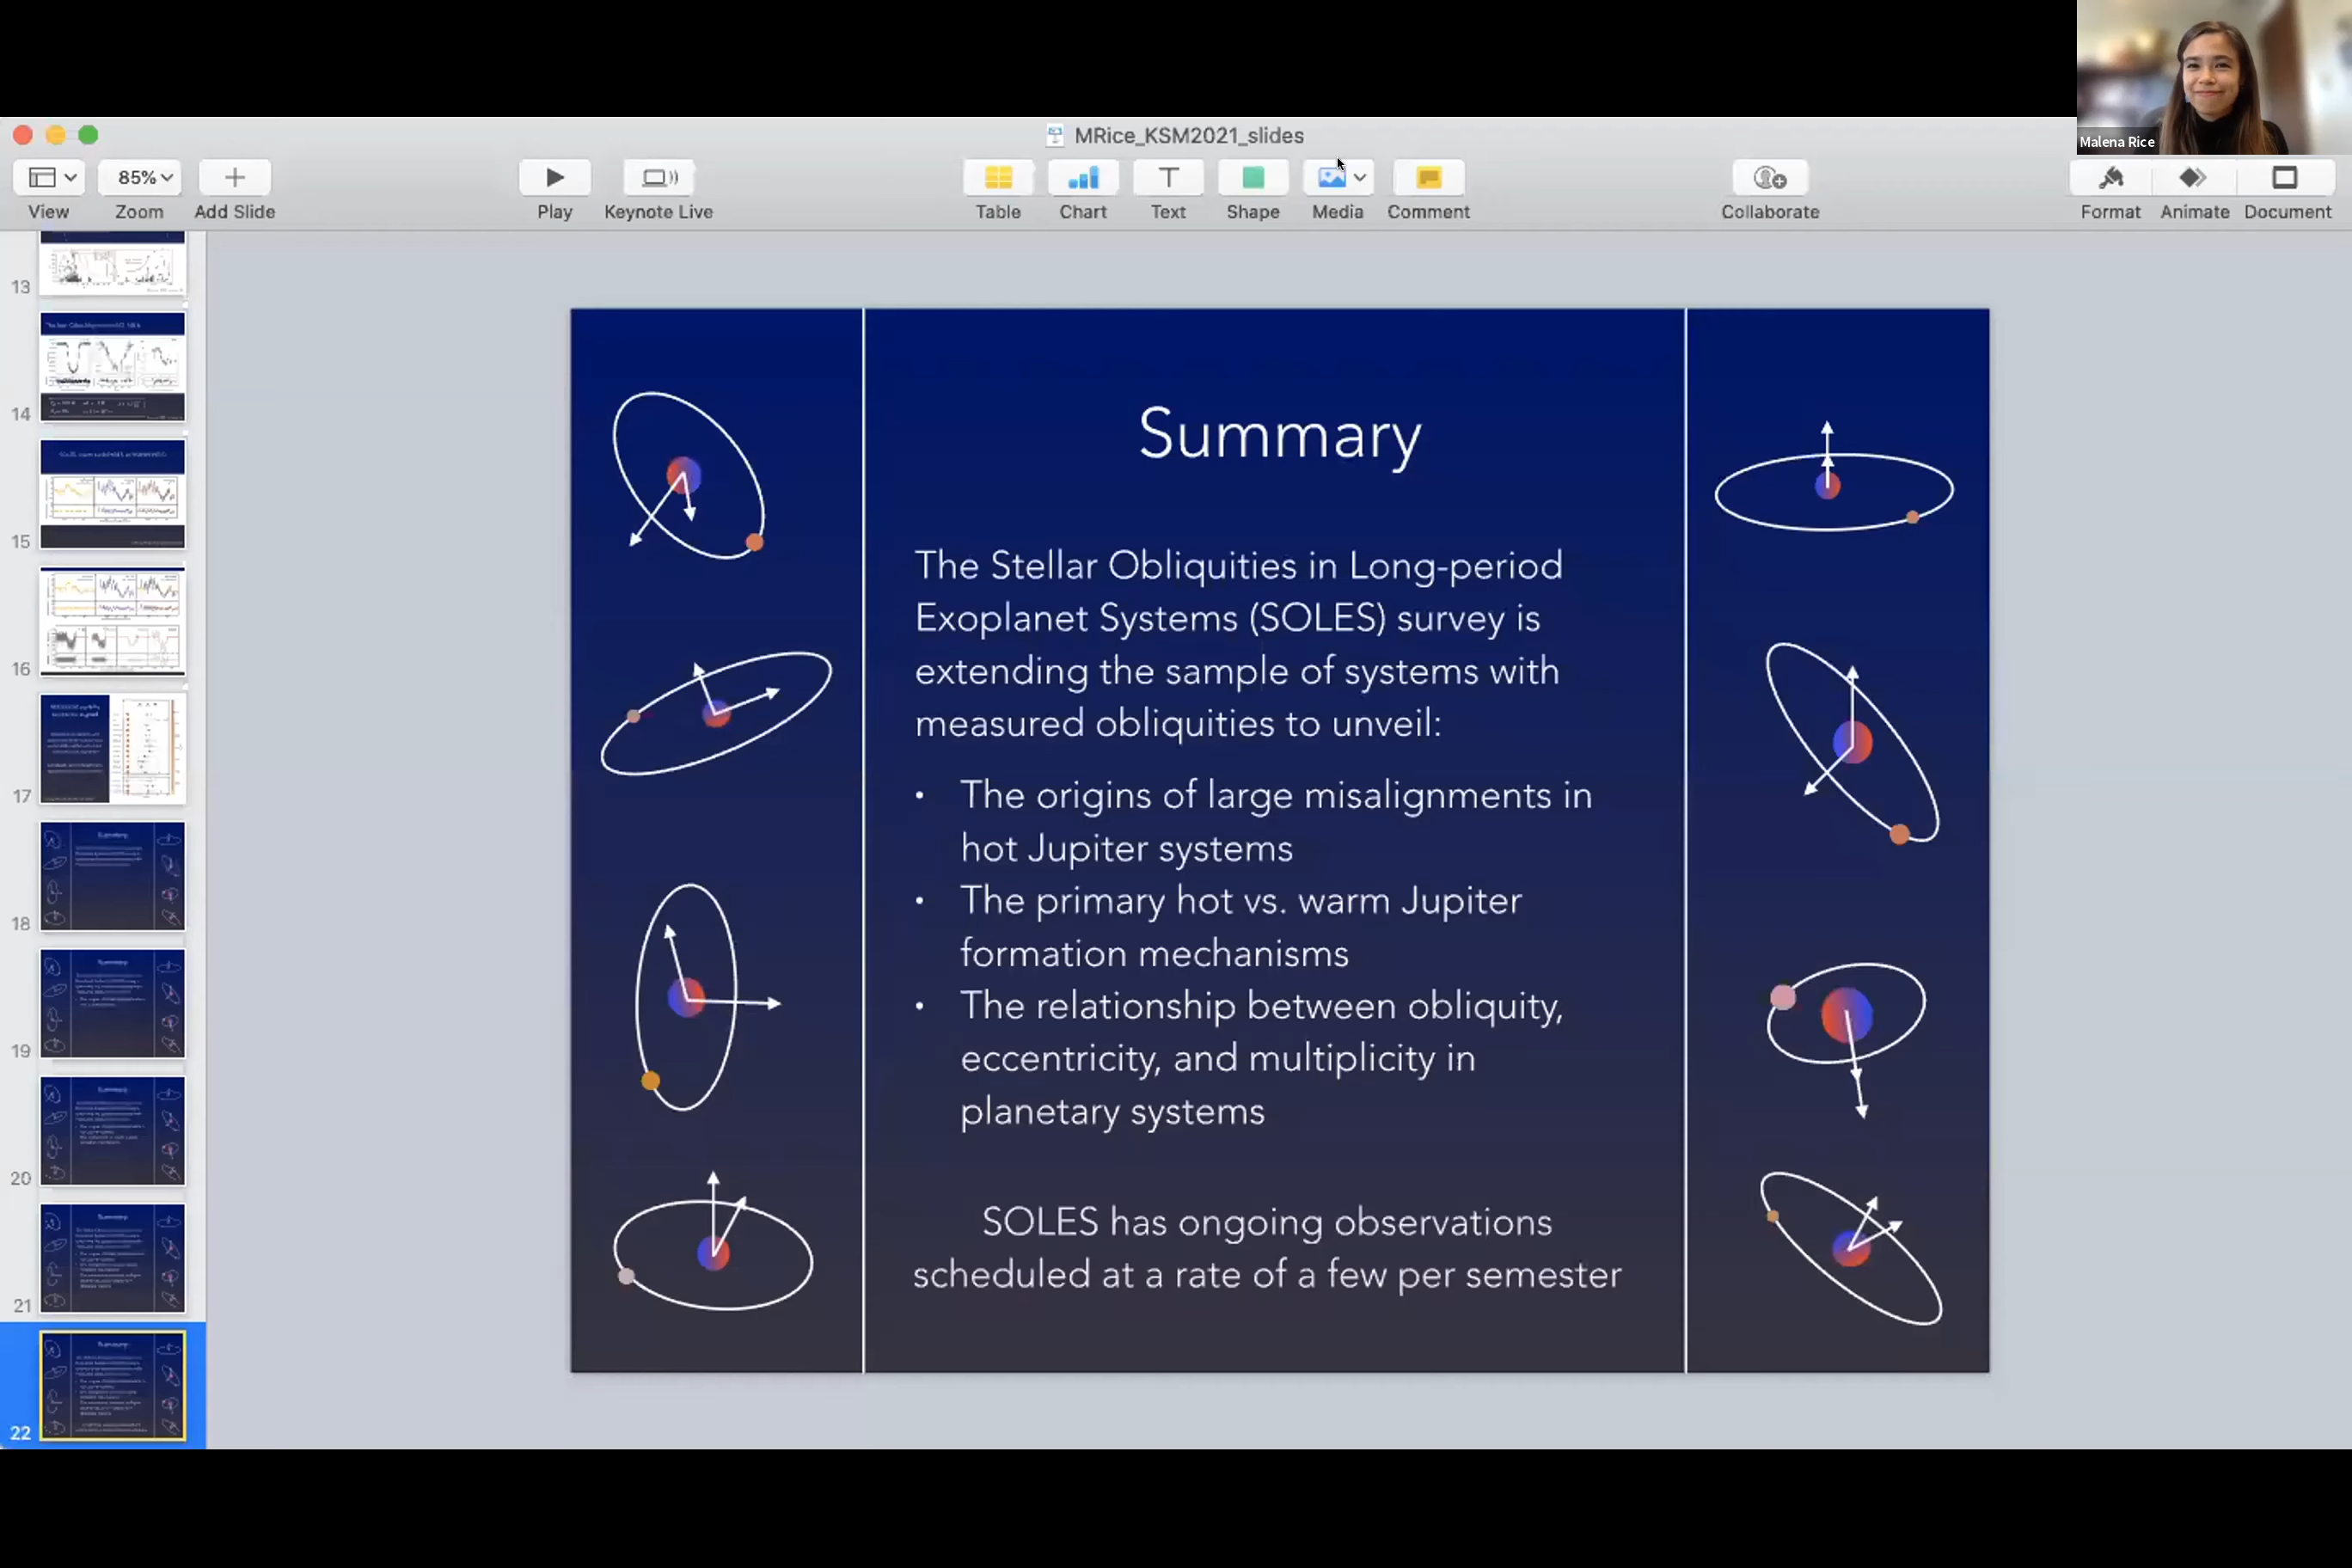 MRice_KSM2021_slides
Malena Rice
85%
View
Zoom
Add Slide
Play
Keynote Live
Table
Chart
Text
Shape
Media
Comment
Collaborate
Format
Animate
Document
13
14
15
16
17
18
19
20
21
22
Summary
The Stellar Obliquities in Long-period
Exoplanet Systems (SOLES) survey is
extending the sample of systems with
measured obliquities to unveil:
• The origins of large misalignments in
hot Jupiter systems
• The primary hot vs. warm Jupiter
formation mechanisms
• The relationship between obliquity,
eccentricity, and multiplicity in
planetary systems
SOLES has ongoing observations
scheduled at a rate of a few per semester